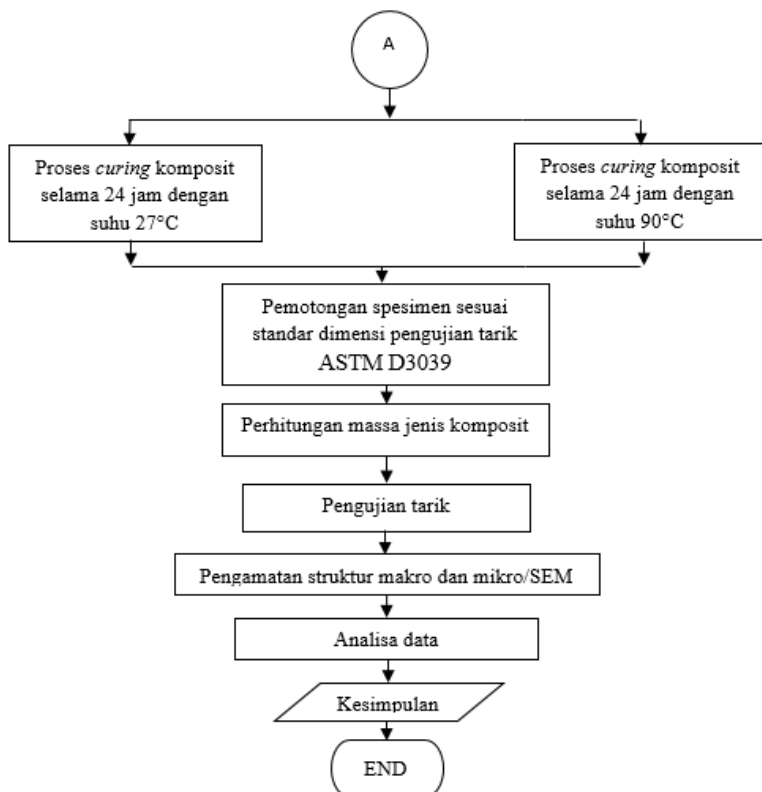 A
Proses curing komposit
selama 24 jam dengan
suhu 27°C
Proses curing komposit
selama 24 jam dengan
suhu 90°C
Pemotongan spesimen sesuai
standar dimensi pengujian tarik
ASTM D3039
Perhitungan massa jenis komposit
Pengujian tarik
Pengamatan struktur makro dan mikro/SEM
Analisa data
Kesimpulan
END